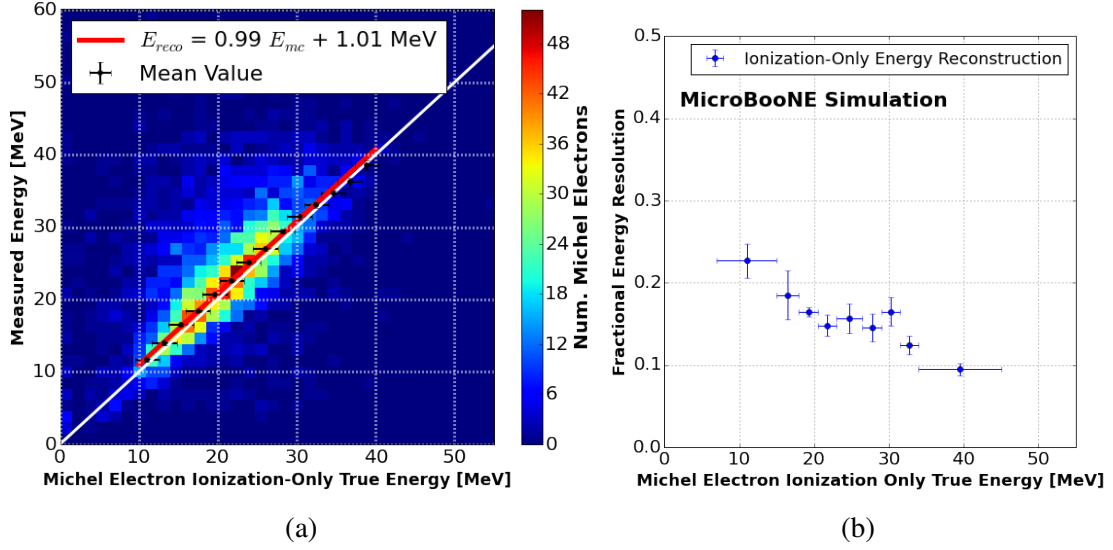 60
50
40
30
20
10
0
Measured Energy [MeV]
E_reco = 0.99 E_mc + 1.01 MeV
Mean Value
0 10 20 30 40 50
Michel Electron Ionization-Only True Energy [MeV]
48
42
36
30
24
18
12
6
0
Num. Michel Electrons
(a)
0.5
0.4
0.3
0.2
0.1
0.0
Fractional Energy Resolution
Ionization-Only Energy Reconstruction
MicroBooNE Simulation
0 10 20 30 40 50
Michel Electron Ionization Only True Energy [MeV]
(b)